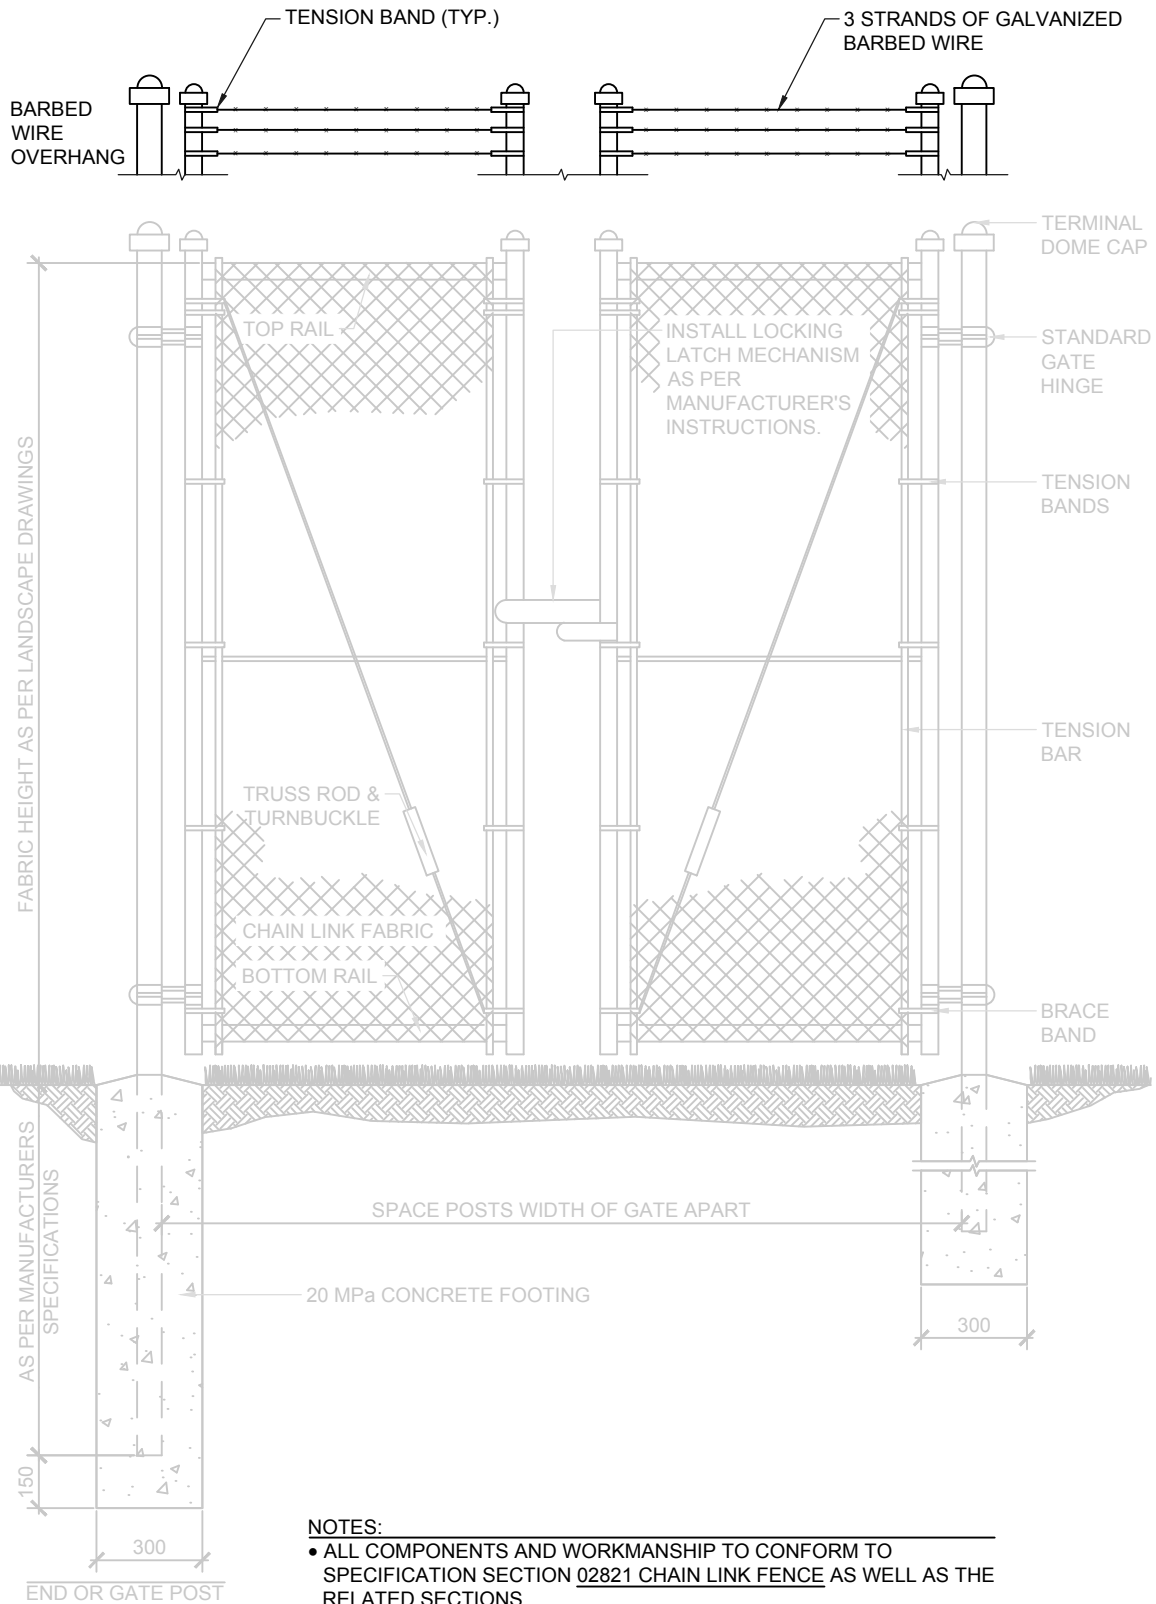 TENSION BAND (TYP.)
3 STRANDS OF GALVANIZED
BARBED WIRE
BARBED
WIRE
OVERHANG
TERMINAL
DOME CAP
TOP RAIL
INSTALL LOCKING
LATCH MECHANISM
AS PER
MANUFACTURER'S
INSTRUCTIONS.
STANDARD
GATE
HINGE
FABRIC HEIGHT AS PER LANDSCAPE DRAWINGS
TENSION
BANDS
TENSION
BAR
TRUSS ROD &
TURNBUCKLE
CHAIN LINK FABRIC
BOTTOM RAIL
BRACE
BAND
AS PER MANUFACTURERS
SPECIFICATIONS
SPACE POSTS WIDTH OF GATE APART
20 MPa CONCRETE FOOTING
300
150
300
END OR GATE POST
NOTES:
• ALL COMPONENTS AND WORKMANSHIP TO CONFORM TO
SPECIFICATION SECTION 02821 CHAIN LINK FENCE AS WELL AS THE
RELATED SECTIONS